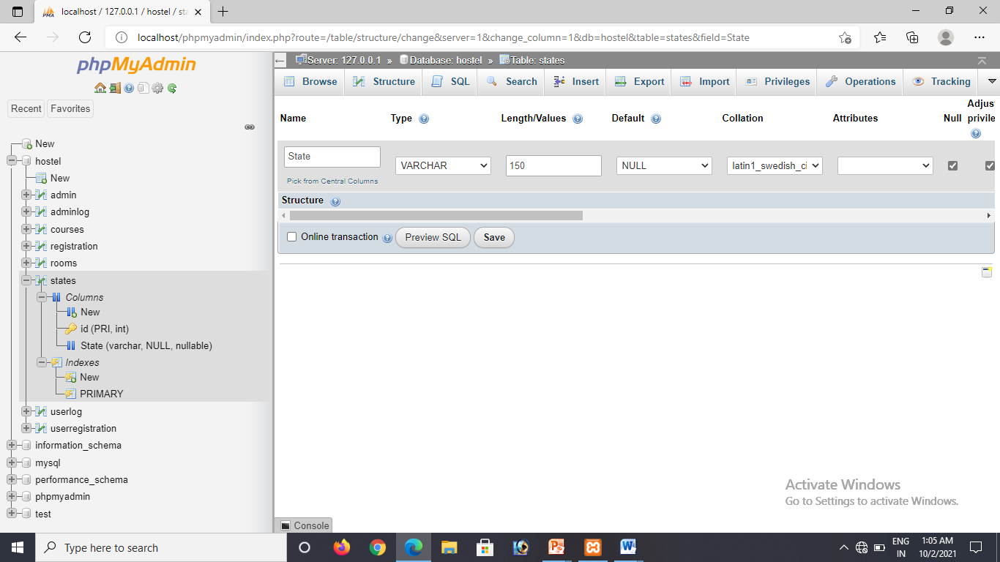 localhost / 127.0.0.1 / hostel / sta
localhost/phpmyadmin/index.php?route=/table/structure/change&server=1&change_column=1&db=hostel&table=states&field=State
phpMyAdmin
Recent Favorites
New
hostel
New
admin
adminlog
courses
registration
rooms
states
Columns
New
id (PRI, int)
State (varchar, NULL, nullable)
Indexes
New
PRIMARY
userlog
userregistration
information_schema
mysql
performance_schema
phpmyadmin
test
Server: 127.0.0.1 » Database: hostel » Table: states
Browse Structure SQL Search Insert Export Import Privileges Operations Tracking
Name Type Length/Values Default Collation Attributes Null Adjus privile
State VARCHAR 150 NULL latin1_swedish_ci
Pick from Central Columns
Structure
Online transaction Preview SQL Save
Activate Windows
Go to Settings to activate Windows.
Console
Type here to search
ENG
IN
1:05 AM
10/2/2021